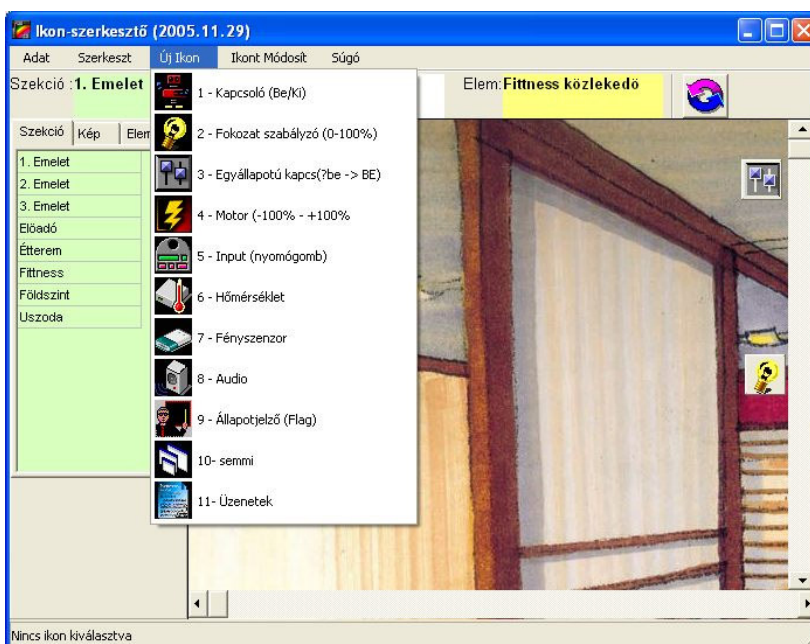 Ikon-szerkesztő (2005.11.29)
Adat Szerkeszt Új Ikon Ikont Módosít Súgó
Szekció :1. Emelet
Elem:Fittness közlekedö
Szekció Kép Elem
1. Emelet
2. Emelet
3. Emelet
Elöadó
Étterem
Fittness
Földszint
Uszoda
1 - Kapcsoló (Be/Ki)
2 - Fokozat szabályzó (0-100%)
3 - Egyállapotú kapcs(?be -> BE)
4 - Motor (-100% - +100%
5 - Input (nyomógomb)
6 - Hőmérséklet
7 - Fényszenzor
8 - Audio
9 - Állapotjelző (Flag)
10- semmi
11- Üzenetek
Nincs ikon kiválasztva